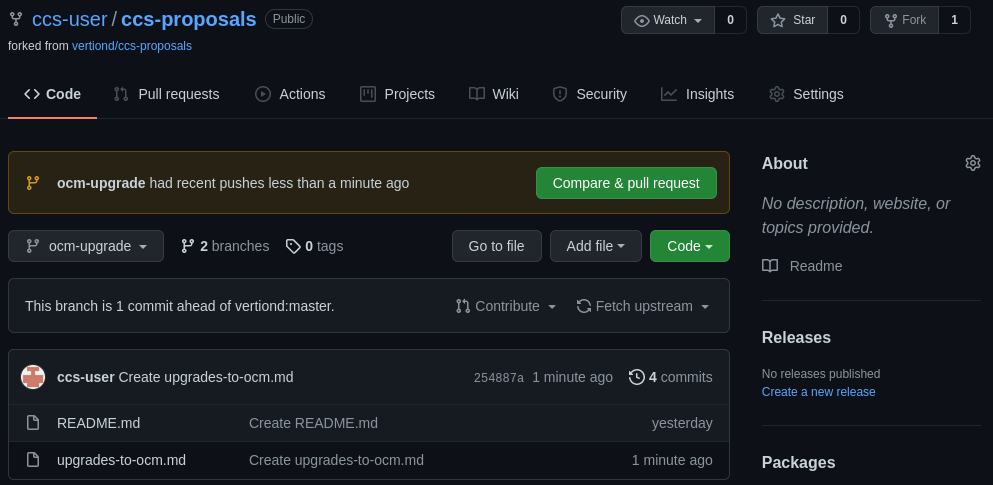 ccs-user / ccs-proposals Public Watch 0 Star 0 Fork 1
forked from vertiond/ccs-proposals
Code Pull requests Actions Projects Wiki Security Insights Settings
ocm-upgrade had recent pushes less than a minute ago Compare & pull request
ocm-upgrade 2 branches 0 tags Go to file Add file Code
This branch is 1 commit ahead of vertiond:master. Contribute Fetch upstream
ccs-user Create upgrades-to-ocm.md 254887a 1 minute ago 4 commits
README.md Create README.md yesterday
upgrades-to-ocm.md Create upgrades-to-ocm.md 1 minute ago
About
No description, website, or
topics provided.
Readme
Releases
No releases published
Create a new release
Packages